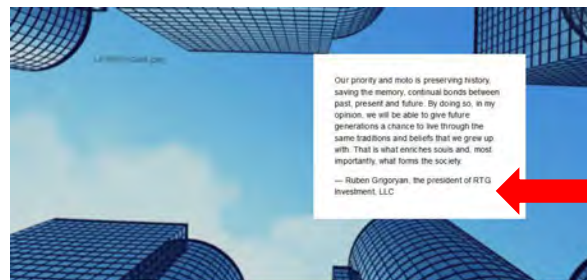 Our priority and moto is preserving history,
saving the memory, continual bonds between
past, present and future. By doing so, in my
opinion, we will be able to give future
generations a chance to live through the
same traditions and beliefs that we grew up
with. That is what enriches souls and, most
importantly, what forms the society.
— Ruben Grigoryan, the president of RTG
Investment, LLC